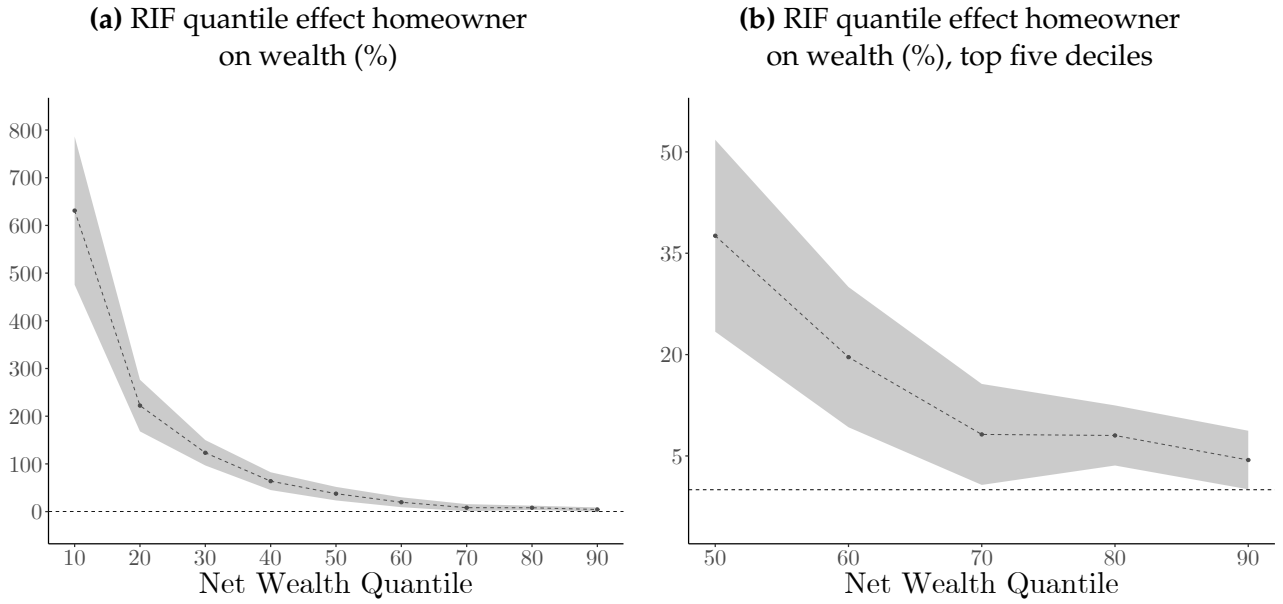 (a) RIF quantile effect homeowner
on wealth (%)
800
700
600
500
400
300
200
100
0
10 20 30 40 50 60 70 80 90
Net Wealth Quantile
(b) RIF quantile effect homeowner
on wealth (%), top five deciles
50
35
20
5
50 60 70 80 90
Net Wealth Quantile